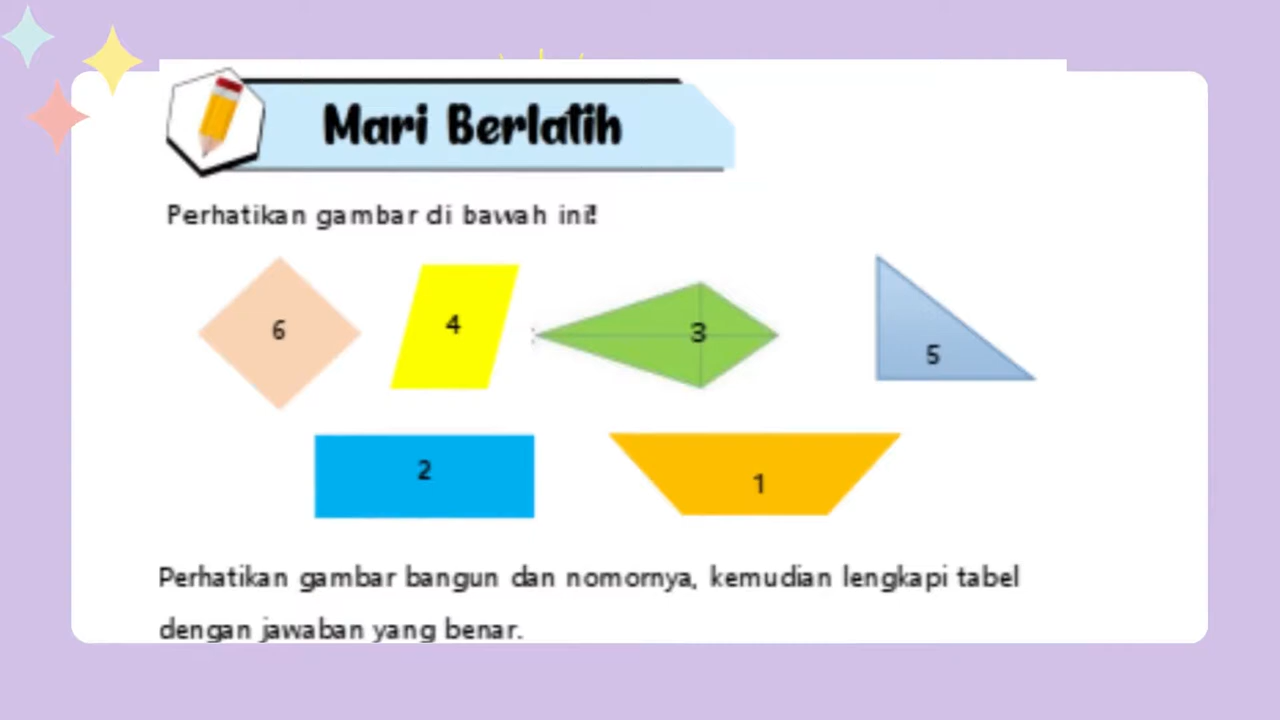 Mari Berlatih
Perhatikan gambar di bawah ini!
6
4
3
5
2
1
Perhatikan gambar bangun dan nomornya, kemudian lengkapi tabel
dengan jawaban yang benar.